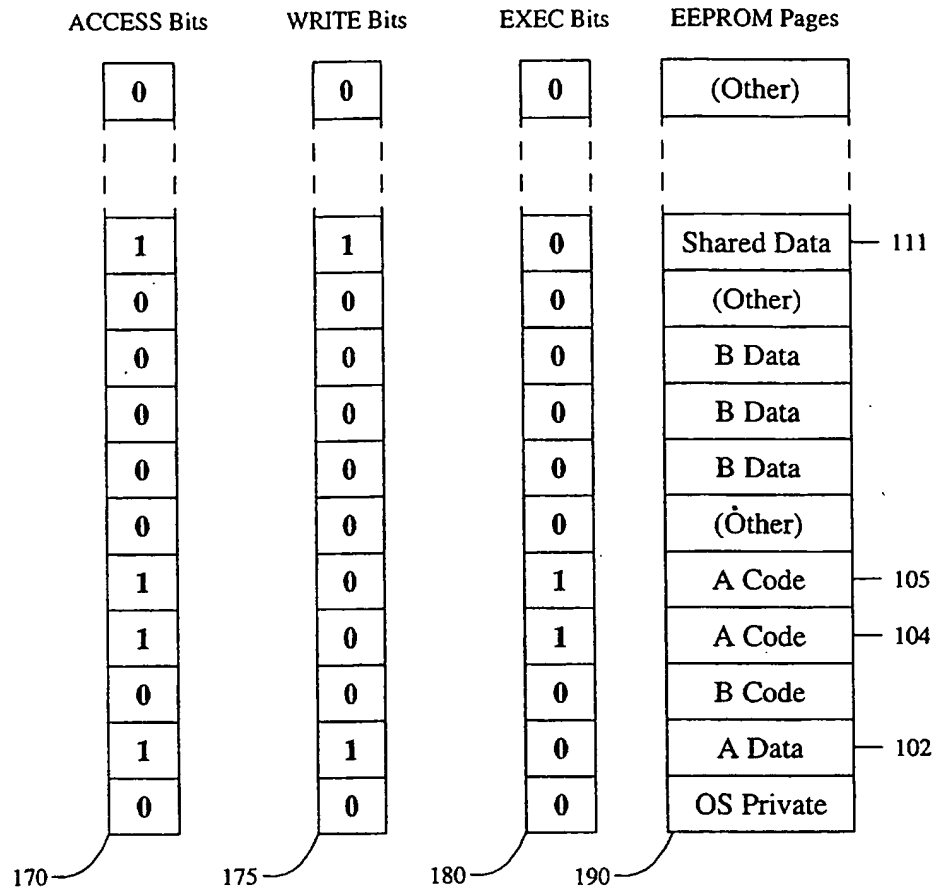 ACCESS Bits WRITE Bits EXEC Bits EEPROM Pages
0 0 0 (Other)
1 1 0 Shared Data 111
0 0 0 (Other)
0 0 0 B Data
0 0 0 B Data
0 0 0 B Data
0 0 0 (Other)
1 0 1 A Code 105
1 0 1 A Code 104
0 0 0 B Code
1 1 0 A Data 102
0 0 0 OS Private
170 175 180 190